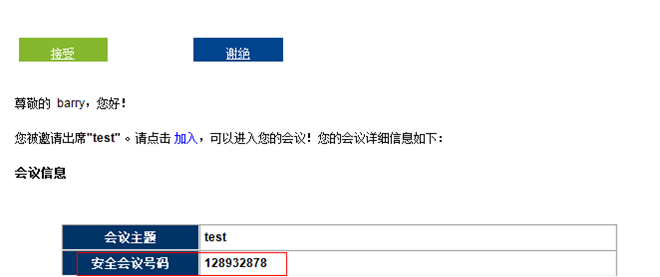 接受 谢绝
尊敬的 barry，您好！
您被邀请出席"test" 。请点击 加入，可以进入您的会议！您的会议详细信息如下：
会议信息
会议主题 test
安全会议号码 128932878